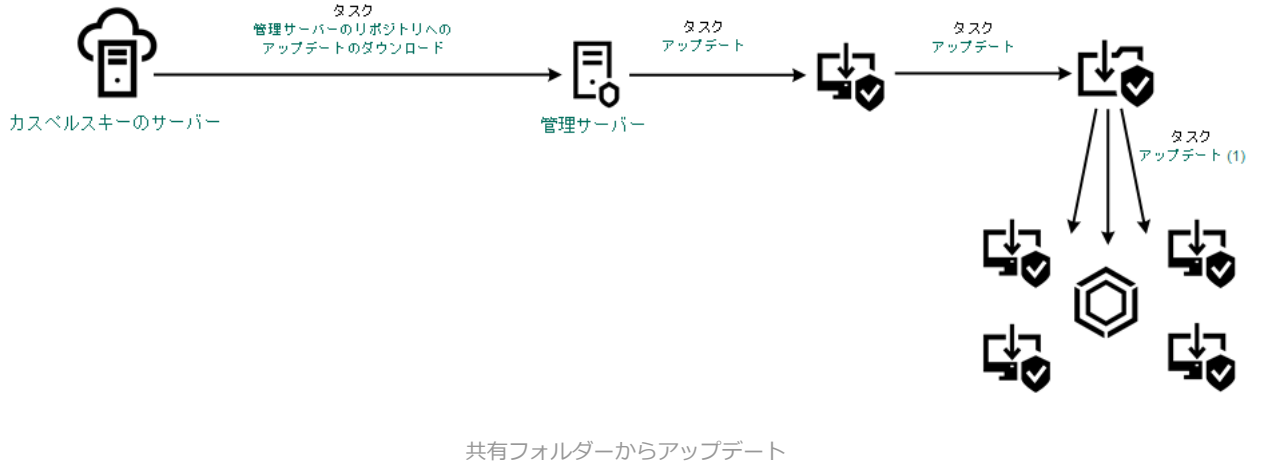 タスク
管理サーバーのリポジトリへの
アップデートのダウンロード
タスク
アップデート
タスク
アップデート
カスペルスキーのサーバー
管理サーバー
タスク
アップデート (1)
共有フォルダーからアップデート